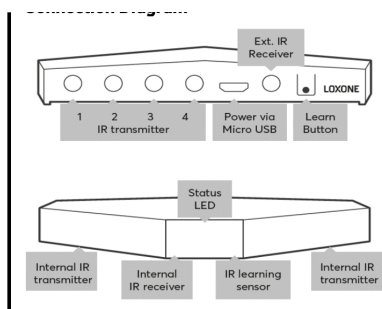 Connection Diagram
Ext. IR
Receiver
LOXONE
1 2 3 4
IR transmitter
Power via
Micro USB
Learn
Button
Status
LED
Internal IR
transmitter
Internal
IR receiver
IR learning
sensor
Internal IR
transmitter